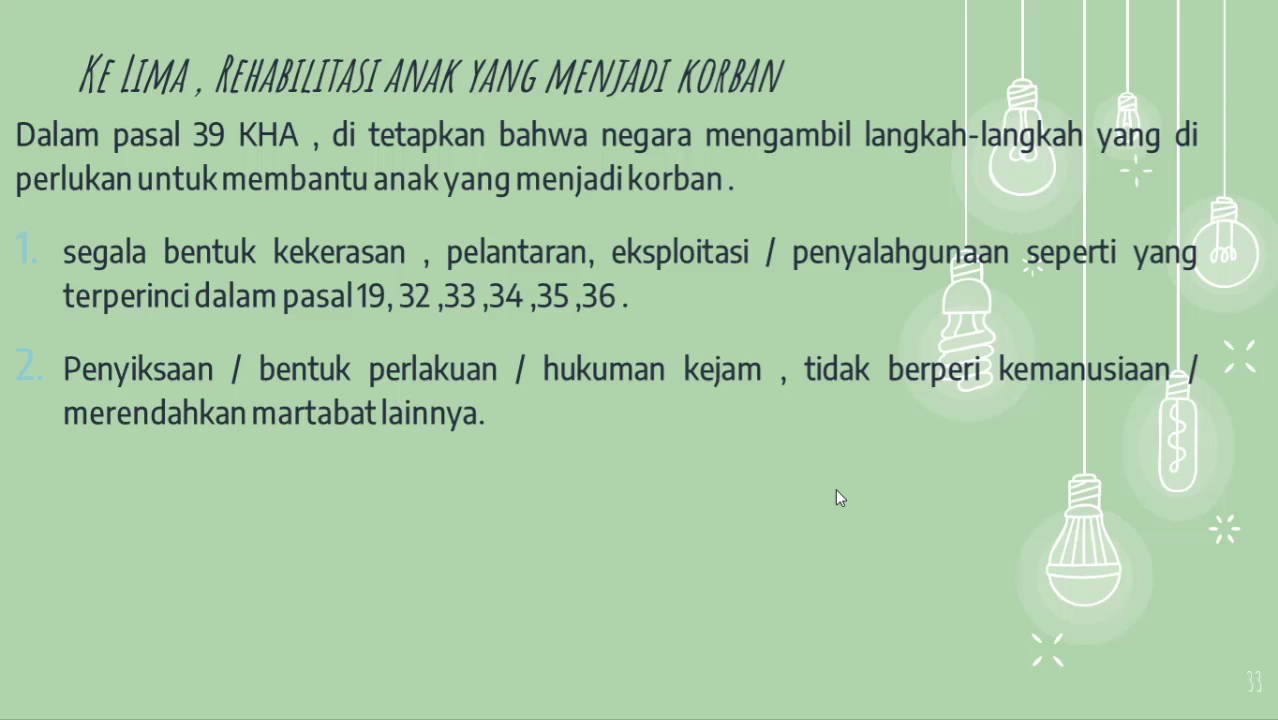 Ke Lima , Rehabilitasi anak yang menjadi korban
Dalam pasal 39 KHA , di tetapkan bahwa negara mengambil langkah-langkah yang di
perlukan untuk membantu anak yang menjadi korban .
1. segala bentuk kekerasan , pelantaran, eksploitasi / penyalahgunaan seperti yang
terperinci dalam pasal 19, 32 ,33 ,34 ,35 ,36 .
2. Penyiksaan / bentuk perlakuan / hukuman kejam , tidak berperi kemanusiaan /
merendahkan martabat lainnya.
33